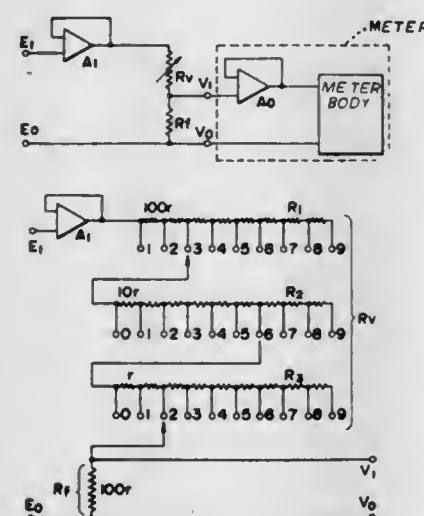 METER
E1
A1
Rv
V1
A0
METER BODY
Rf
E0
V0
100r
R1
E1
A1
1 2 3 4 5 6 7 8 9
10r
R2
0 1 2 3 4 5 6 7 8 9
Rv
r
R3
0 1 2 3 4 5 6 7 8 9
V1
Rf
100r
E0
V0